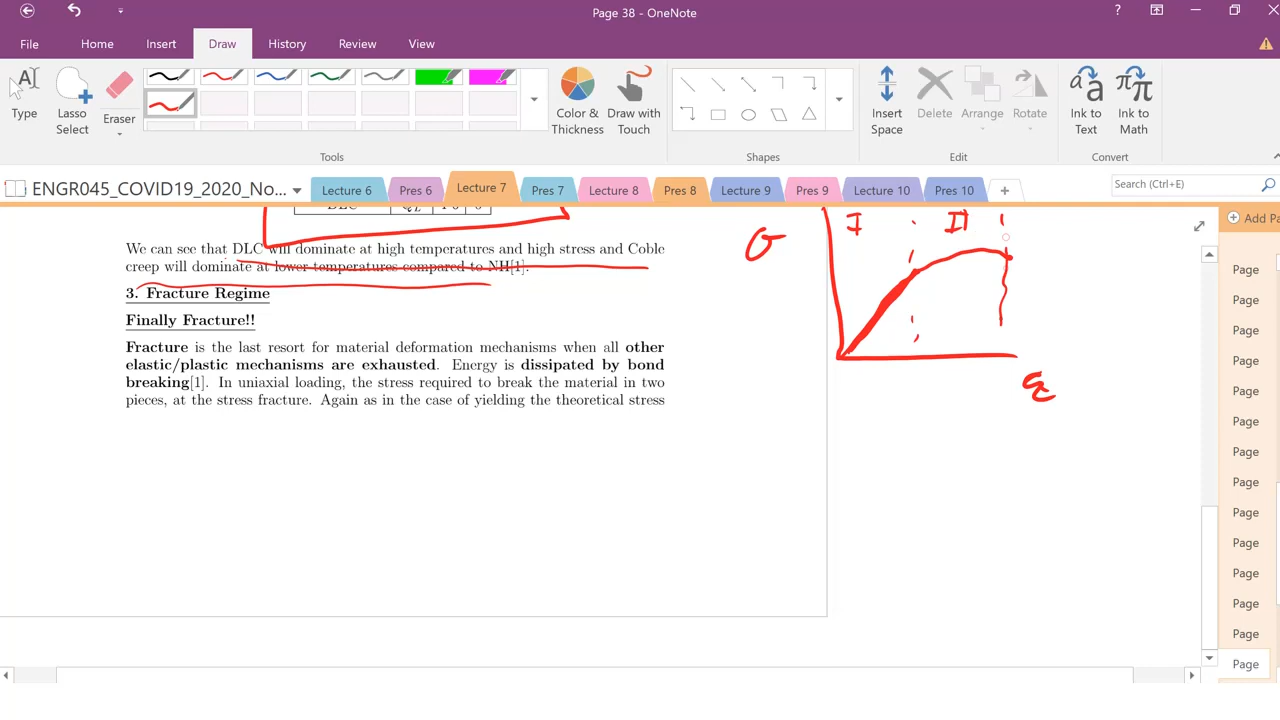 Page 38 - OneNote
?
File Home Insert Draw History Review View
Type
Lasso Select
Eraser
Color & Thickness
Draw with Touch
Insert Space
Delete
Arrange
Rotate
Ink to Text
Ink to Math
Tools
Shapes
Edit
Convert
ENGR045_COVID19_2020_No...
Lecture 6 Pres 6 Lecture 7 Pres 7 Lecture 8 Pres 8 Lecture 9 Pres 9 Lecture 10 Pres 10
Search (Ctrl+E)
Add Pa
We can see that DLC will dominate at high temperatures and high stress and Coble
creep will dominate at lower temperatures compared to NH[1].
3. Fracture Regime
Finally Fracture!!
Fracture is the last resort for material deformation mechanisms when all other
elastic/plastic mechanisms are exhausted. Energy is dissipated by bond
breaking[1]. In uniaxial loading, the stress required to break the material in two
pieces, at the stress fracture. Again as in the case of yielding the theoretical stress
σ
I II
ε
Page
Page
Page
Page
Page
Page
Page
Page
Page
Page
Page
Page
Page
Page